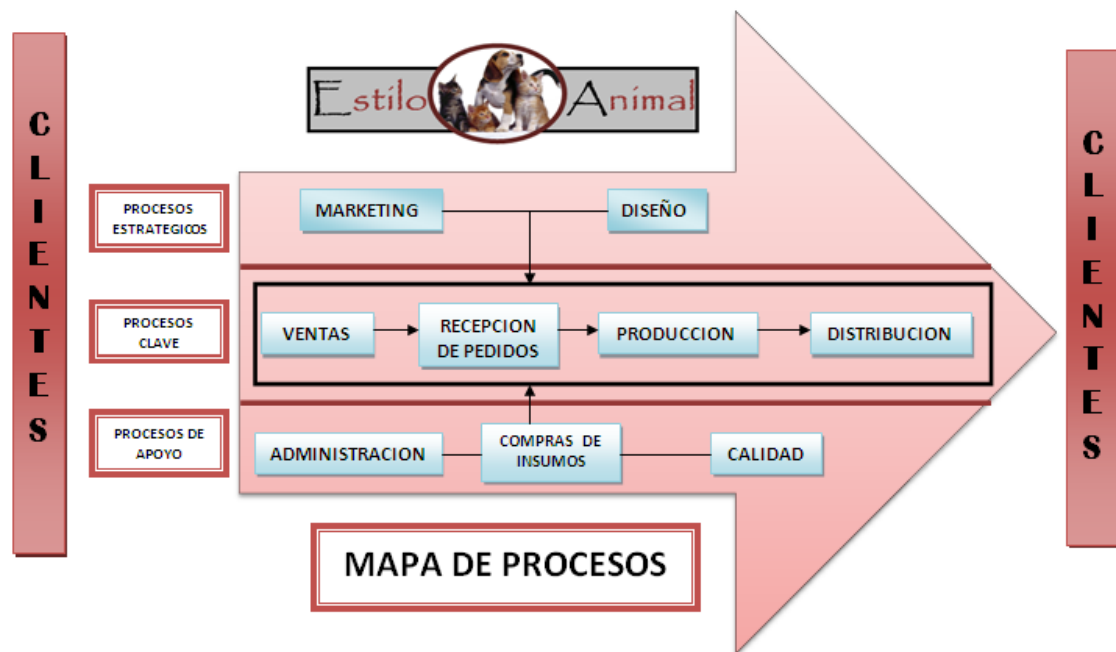 Estilo Animal
CLIENTES
PROCESOS
ESTRATEGICOS
MARKETING
DISEÑO
PROCESOS
CLAVE
VENTAS
RECEPCION
DE PEDIDOS
PRODUCCION
DISTRIBUCION
PROCESOS DE
APOYO
ADMINISTRACION
COMPRAS DE
INSUMOS
CALIDAD
MAPA DE PROCESOS
CLIENTES